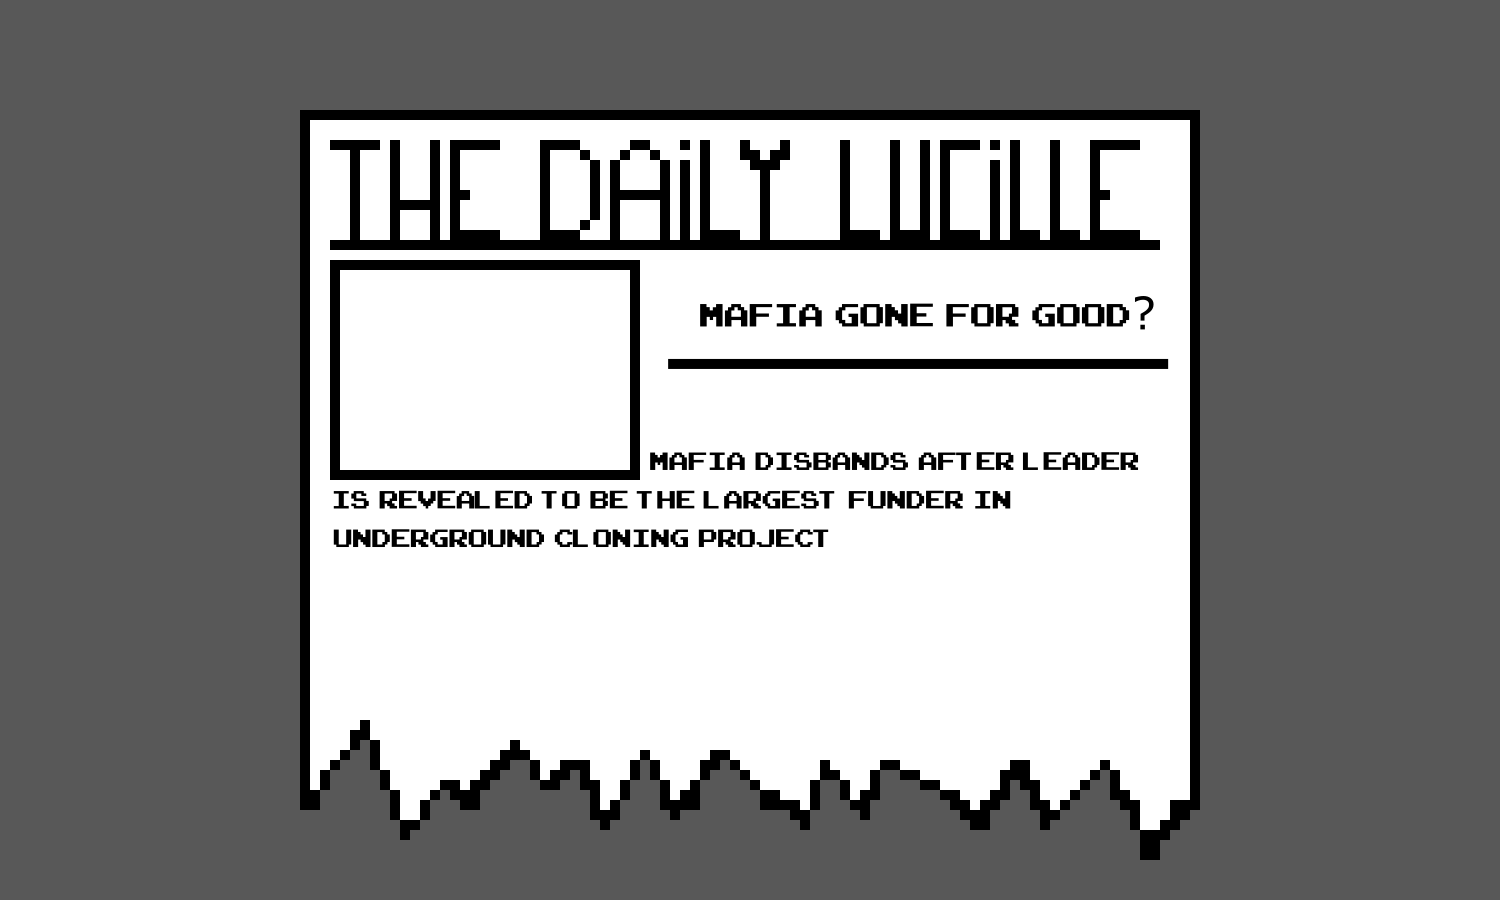 THE DAiLY LUCiLLE
MAFIA GONE FOR GOOD?
MAFIA DISBANDS AFTER LEADER
IS REVEALED TO BE THE LARGEST FUNDER IN
UNDERGROUND CLONING PROJECT